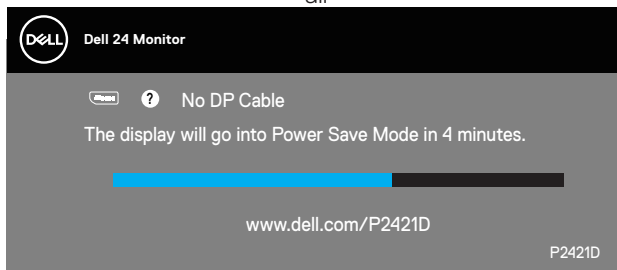 DELL Dell 24 Monitor
? No DP Cable
The display will go into Power Save Mode in 4 minutes.
www.dell.com/P2421D
P2421D